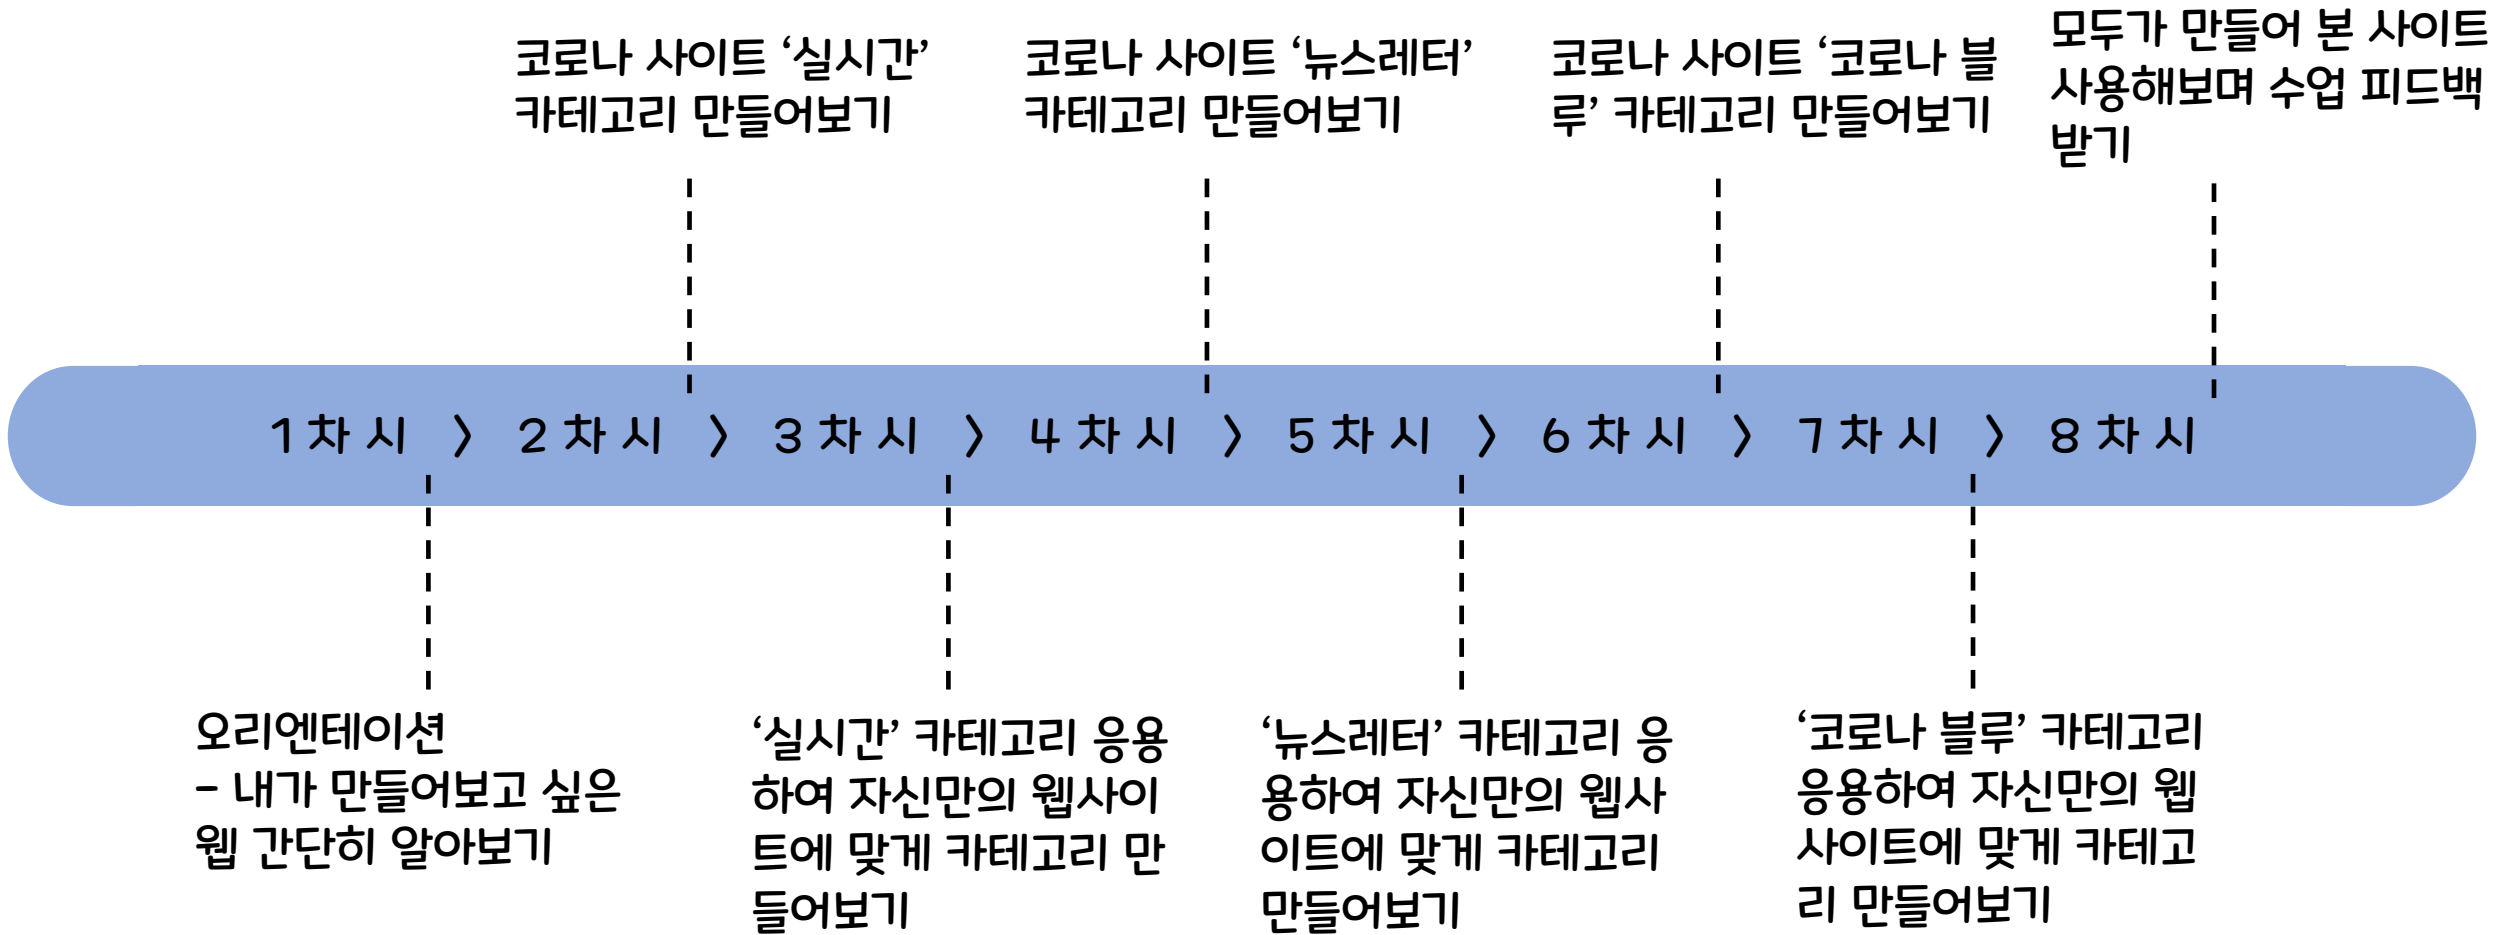 코로나 사이트 ‘실시간’
카테고리 만들어보기
코로나 사이트 ‘뉴스레터’
카테고리 만들어보기
코로나 사이트 ‘코로나 블
루’ 카테고리 만들어보기
모두가 만들어 본 사이트
사용해보며 수업 피드백
받기
1차시 > 2차시 > 3차시 > 4차시 > 5차시 > 6차시 > 7차시 > 8차시
오리엔테이션
- 내가 만들어보고 싶은
웹 간단히 알아보기
‘실시간’ 카테고리 응용
하여 자신만의 웹사이
트에 맞게 카테고리 만
들어보기
‘뉴스레터’ 카테고리 응
용하여 자신만의 웹사
이트에 맞게 카테고리
만들어보기
‘코로나 블루’ 카테고리
응용하여 자신만의 웹
사이트에 맞게 카테고
리 만들어보기